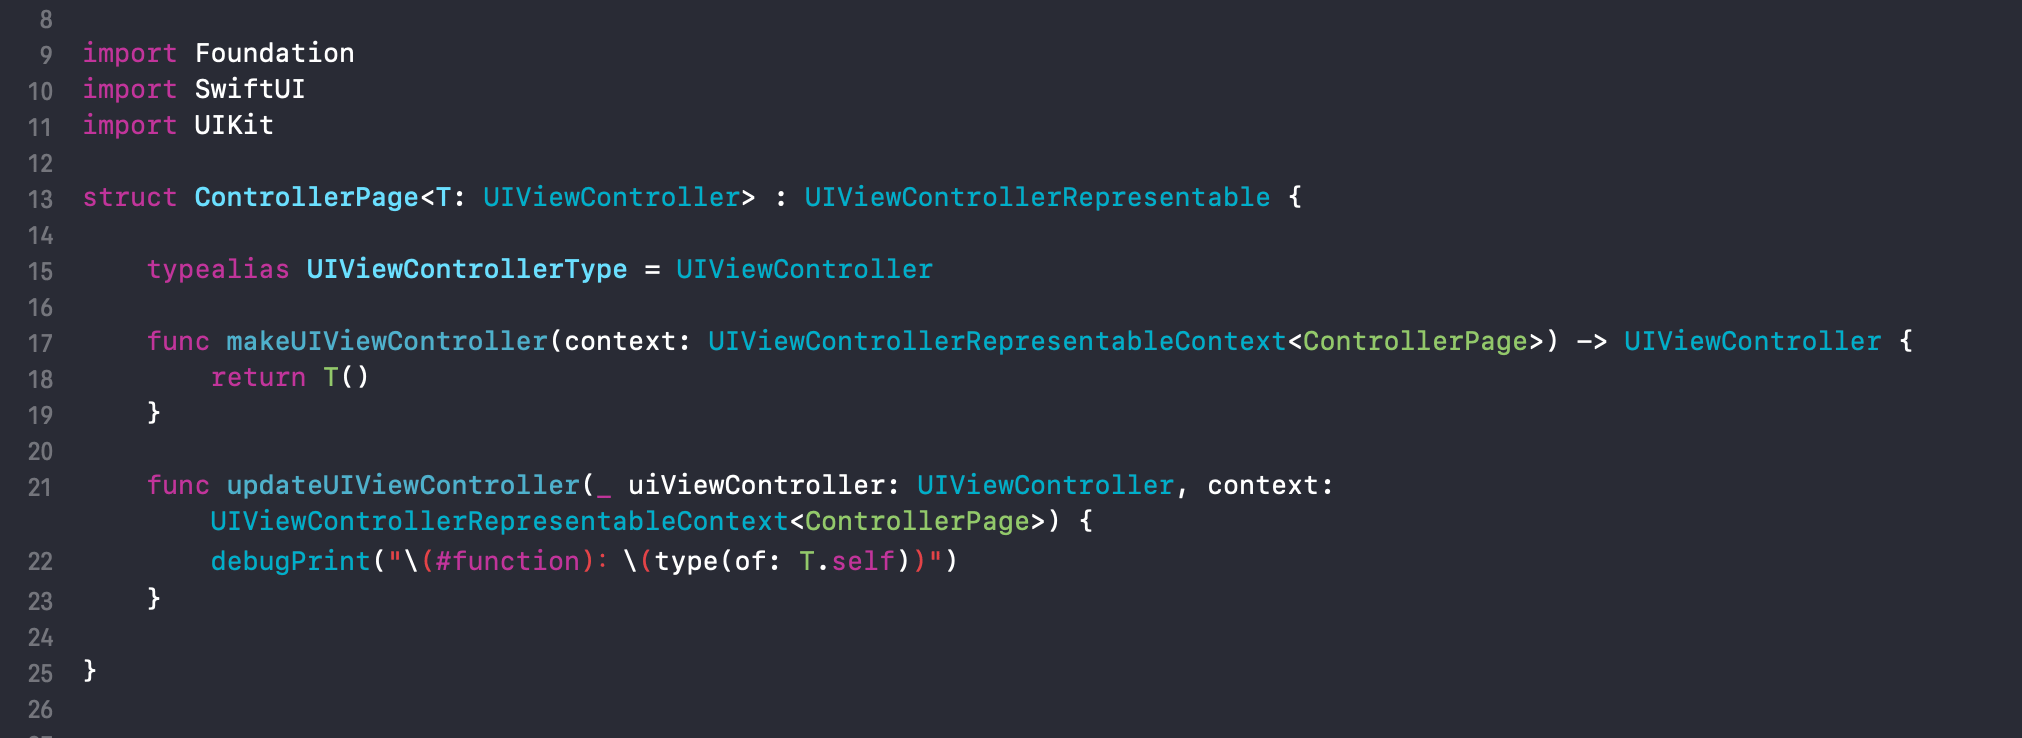 8
9 import Foundation
10 import SwiftUI
11 import UIKit
12
13 struct ControllerPage<T: UIViewController> : UIViewControllerRepresentable {
14
15     typealias UIViewControllerType = UIViewController
16
17     func makeUIViewController(context: UIViewControllerRepresentableContext<ControllerPage>) -> UIViewController {
18         return T()
19     }
20
21     func updateUIViewController(_ uiViewController: UIViewController, context:
        UIViewControllerRepresentableContext<ControllerPage>) {
22         debugPrint("\(#function)：\(type(of: T.self))")
23     }
24
25 }
26